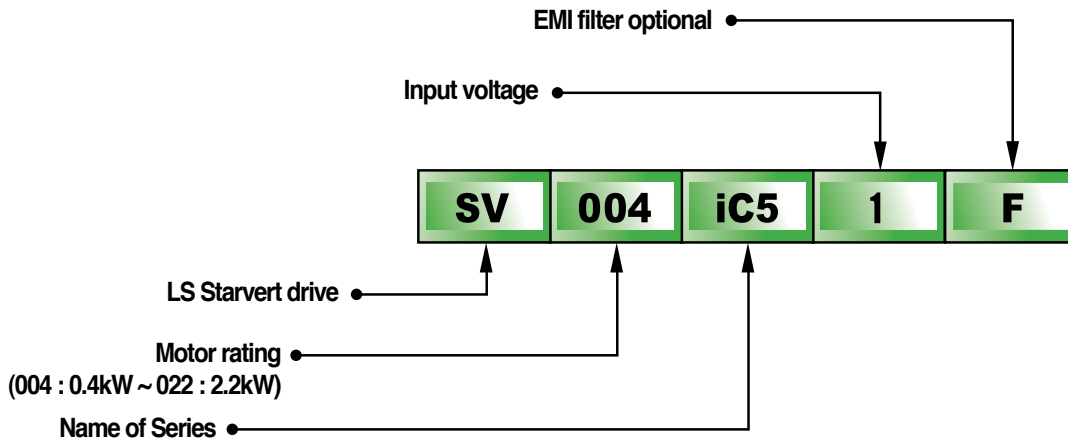 EMI filter optional
Input voltage
SV 004 iC5 1 F
LS Starvert drive
Motor rating
(004 : 0.4kW ~ 022 : 2.2kW)
Name of Series